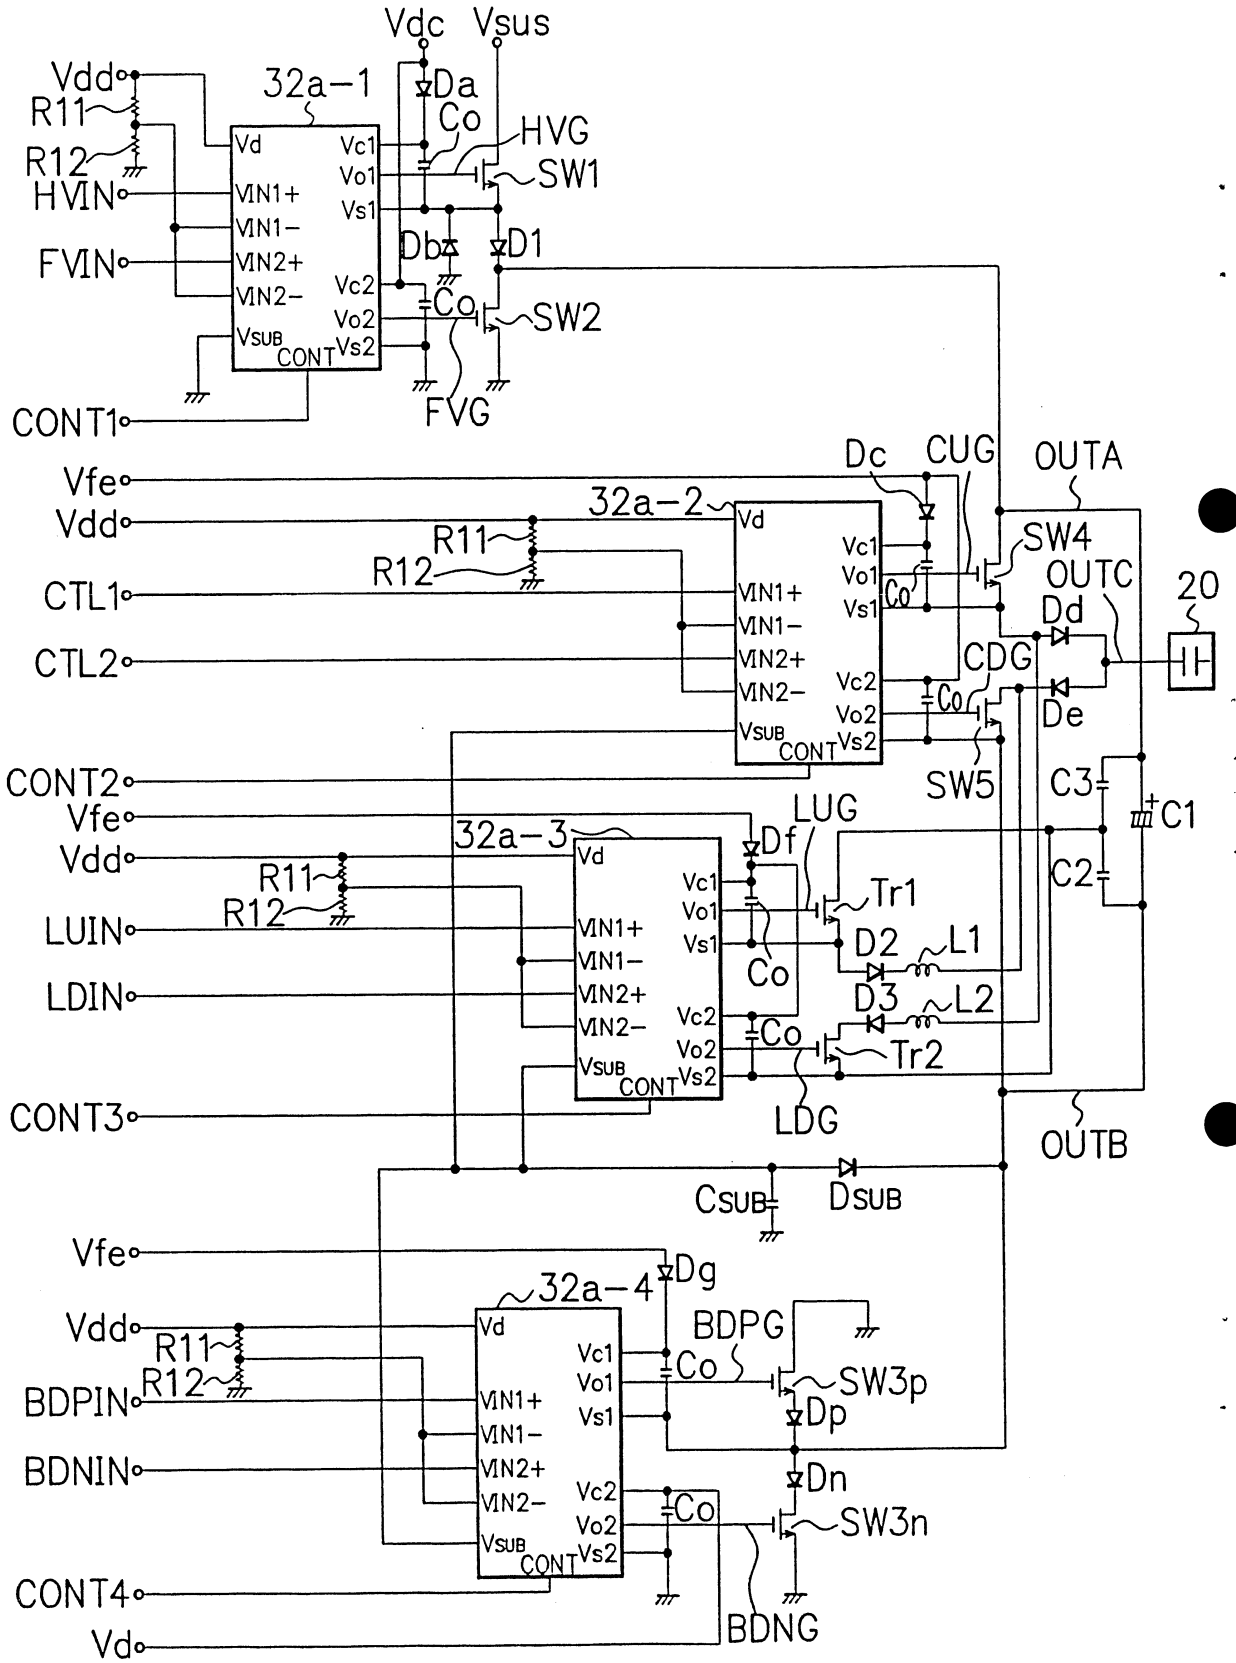 Vdc Vsus
Vdd
R11
R12
32a-1
Da
Co
HVG
SW1
HVIN
FVIN
Vd
VIN1+
VIN1-
VIN2+
VIN2-
VSUB
CONT
Vc1
Vo1
Vs1
Vc2
Vo2
Vs2
Db
D1
Co
SW2
FVG
CONT1
Vfe
Vdd
R11
R12
32a-2
Dc
CUG
OUTA
SW4
OUTC
20
CTL1
CTL2
Vd
VIN1+
VIN1-
VIN2+
VIN2-
VSUB
CONT
Vc1
Vo1
Vs1
Vc2
Vo2
Vs2
Co
Dd
CDG
Co
De
SW5
CONT2
C3
C1
+
C2
Vfe
Vdd
R11
R12
32a-3
Df
LUG
Tr1
LUIN
LDIN
Vd
VIN1+
VIN1-
VIN2+
VIN2-
VSUB
CONT
Vc1
Vo1
Vs1
Vc2
Vo2
Vs2
Co
D2
L1
D3
L2
Co
Tr2
LDG
CONT3
OUTB
CSUB
DSUB
Vfe
Vdd
R11
R12
32a-4
Dg
BDPG
SW3p
BDPIN
BDNIN
Vd
VIN1+
VIN1-
VIN2+
VIN2-
VSUB
CONT
Vc1
Vo1
Vs1
Vc2
Vo2
Vs2
Co
Dp
Dn
Co
SW3n
BDNG
CONT4
Vd